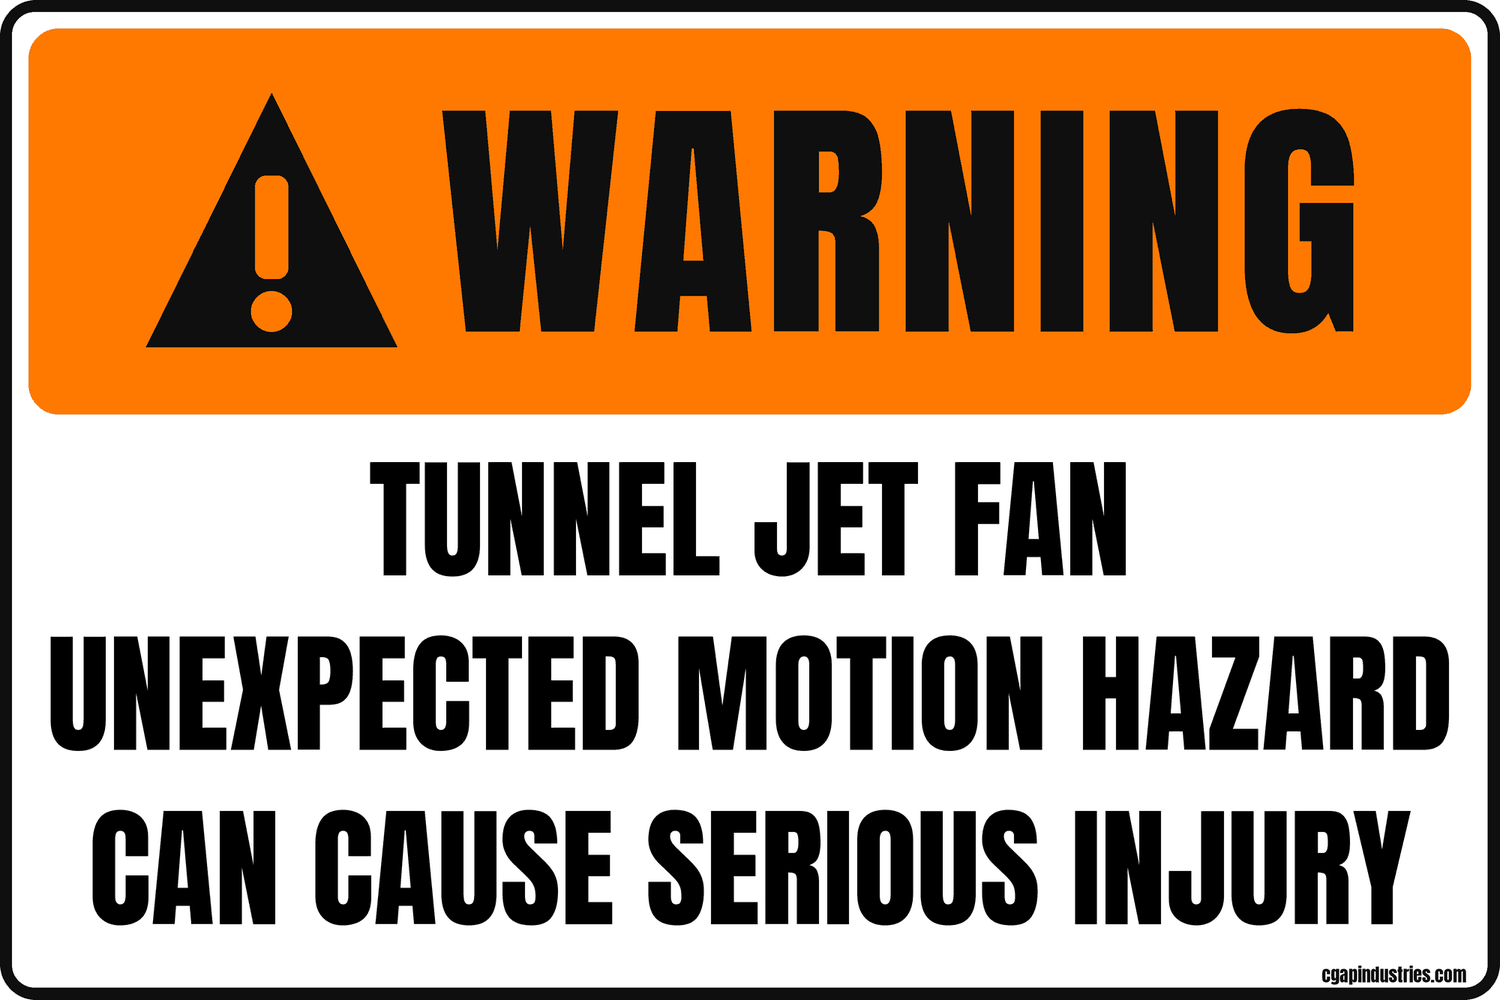 WARNING
TUNNEL JET FAN
UNEXPECTED MOTION HAZARD
CAN CAUSE SERIOUS INJURY
cgapindustries.com